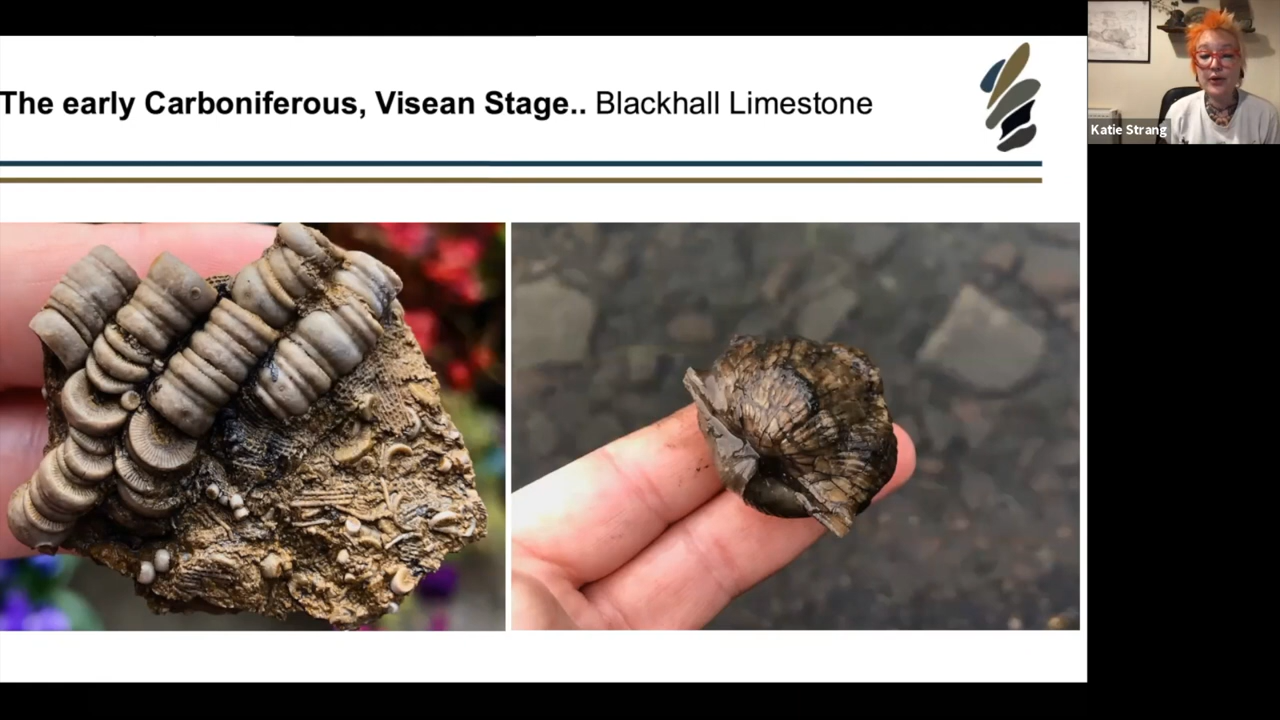 The early Carboniferous, Visean Stage.. Blackhall Limestone
Katie Strang